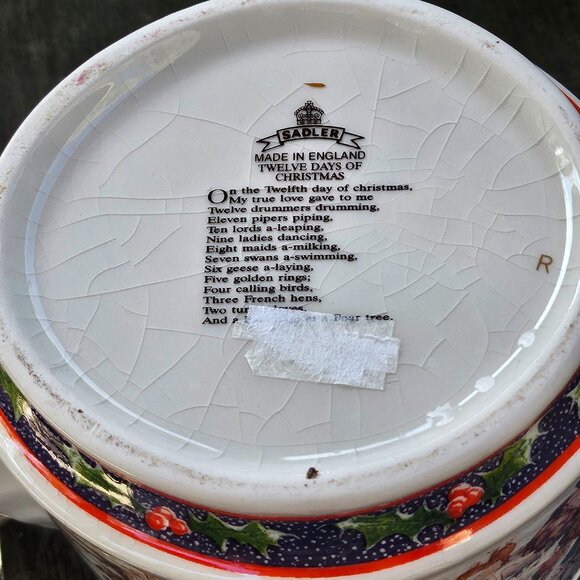 SADLER
MADE IN ENGLAND
TWELVE DAYS OF
CHRISTMAS
On the Twelfth day of christmas,
My true love gave to me
Twelve drummers drumming,
Eleven pipers piping,
Ten lords a-leaping,
Nine ladies dancing,
Eight maids a-milking,
Seven swans a-swimming,
Six geese a-laying,
Five golden rings;
Four calling birds,
Three French hens,
Two
And a Pear tree.
R